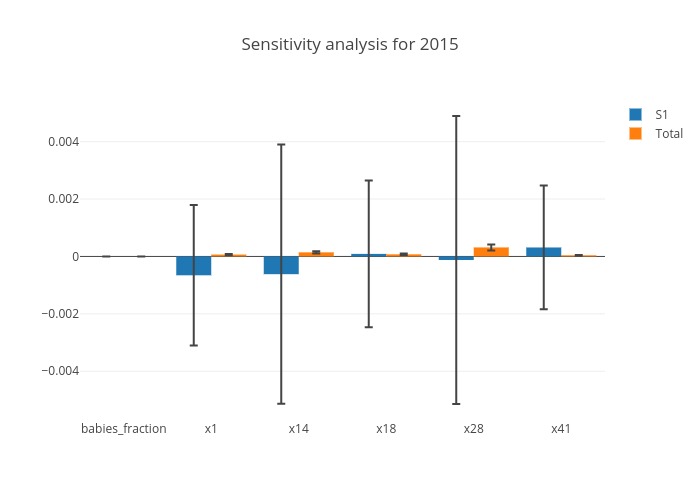 Sensitivity analysis for 2015
S1
Total
0.004
0.002
0
−0.002
−0.004
babies_fraction x1 x14 x18 x28 x41